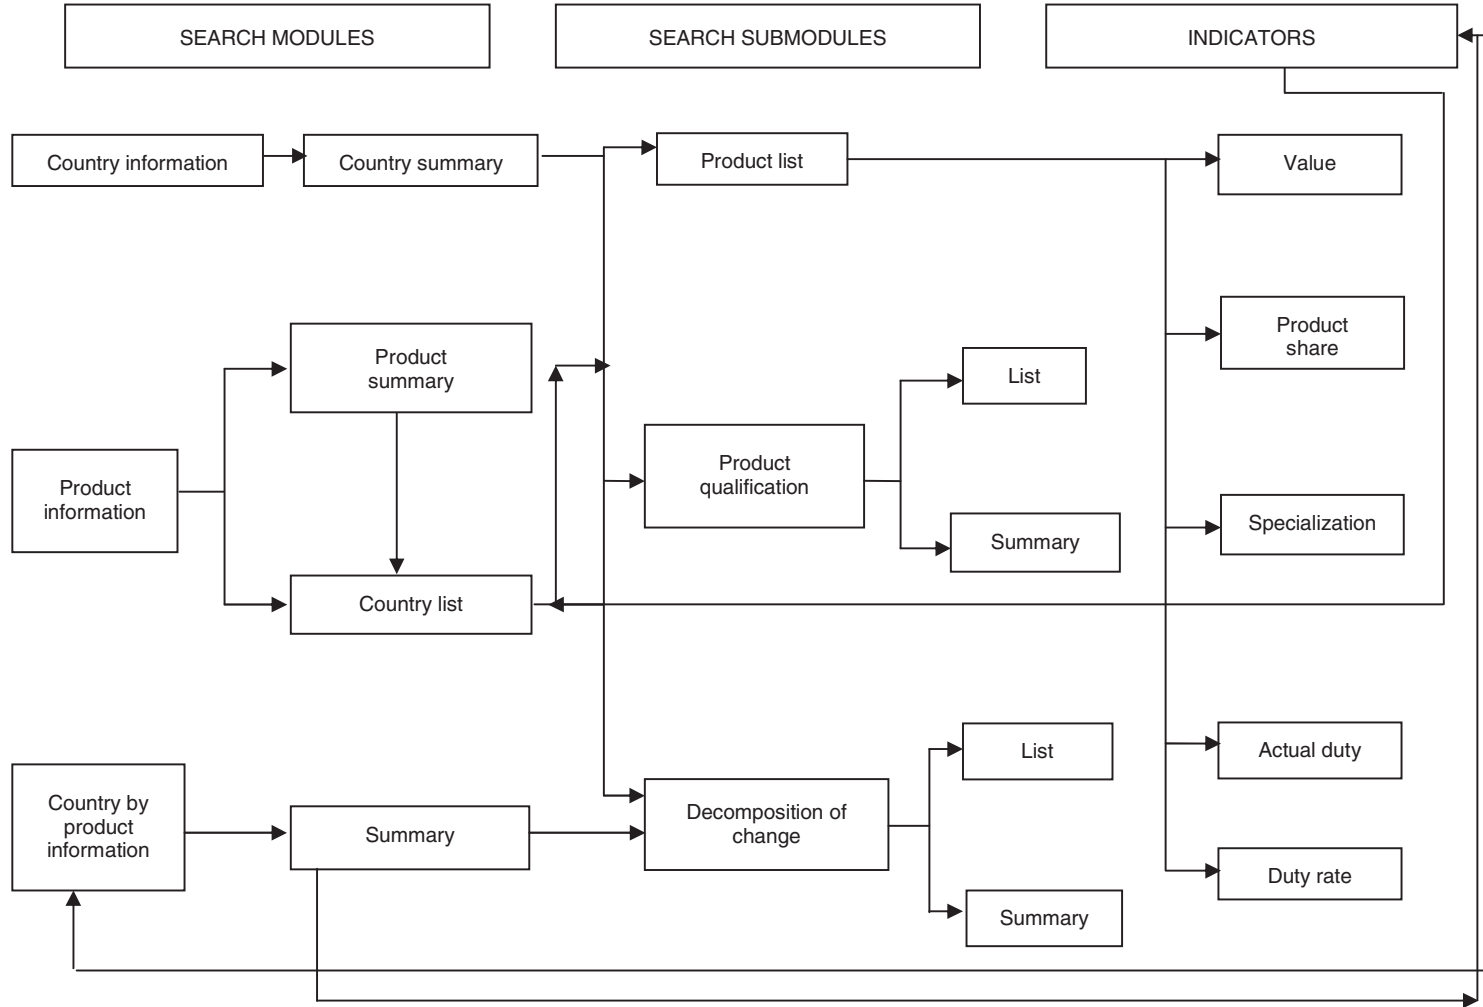 SEARCH MODULES
SEARCH SUBMODULES
INDICATORS
Country information
Country summary
Product list
Value
Product
summary
Product
share
List
Product
information
Product
qualification
Specialization
Summary
Country list
Country by
product
information
Summary
Decomposition of
change
List
Actual duty
Duty rate
Summary